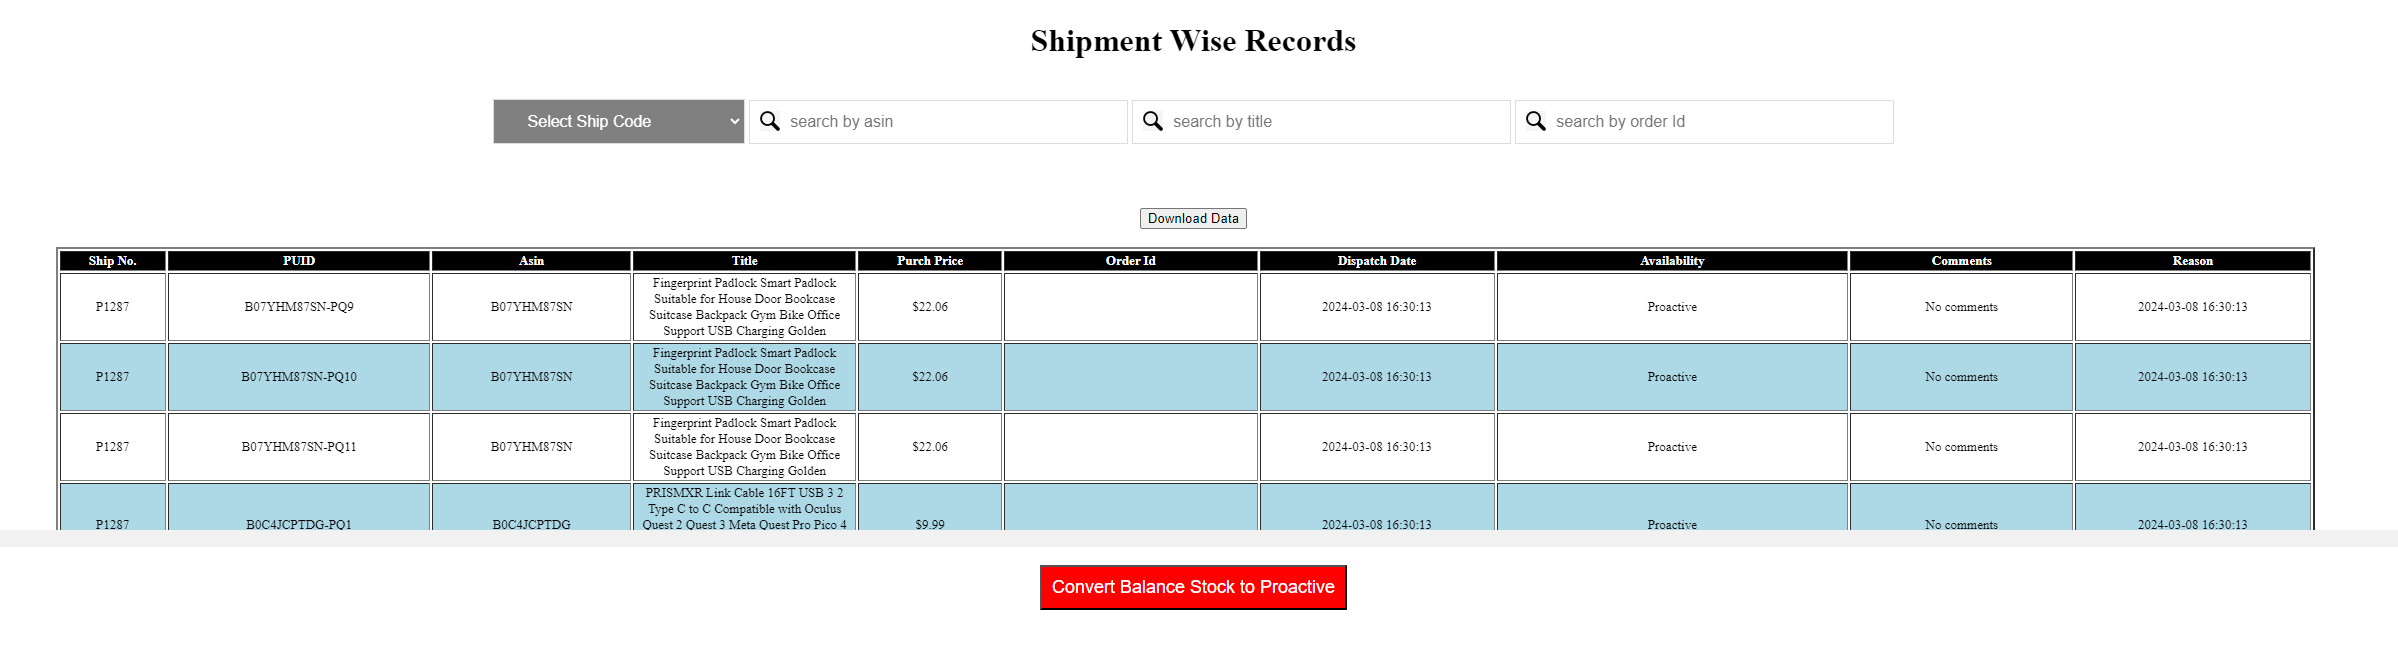 Shipment Wise Records
Select Ship Code search by asin search by title search by order Id
Download Data
Ship No. PUID Asin Title Purch Price Order Id Dispatch Date Availability Comments Reason
Fingerprint Padlock Smart Padlock
Suitable for House Door Bookcase
P1287 B07YHM87SN-PQ9 B07YHM87SN $22.06 2024-03-08 16:30:13 Proactive No comments 2024-03-08 16:30:13
Suitcase Backpack Gym Bike Office
Support USB Charging Golden
Fingerprint Padlock Smart Padlock
Suitable for House Door Bookcase
P1287 B07YHM87SN-PQ10 B07YHM87SN $22.06 2024-03-08 16:30:13 Proactive No comments 2024-03-08 16:30:13
Suitcase Backpack Gym Bike Office
Support USB Charging Golden
Fingerprint Padlock Smart Padlock
Suitable for House Door Bookcase
P1287 B07YHM87SN-PQ11 B07YHM87SN $22.06 2024-03-08 16:30:13 Proactive No comments 2024-03-08 16:30:13
Suitcase Backpack Gym Bike Office
Support USB Charging Golden
PRISMXR Link Cable 16FT USB 3 2
Type C to C Compatible with Oculus
P1287 B0C4JCPTDG-PQ1 B0C4JCPTDG Quest 2 Quest 3 Meta Quest Pro Pico 4 $9.99 2024-03-08 16:30:13 Proactive No comments 2024-03-08 16:30:13
Convert Balance Stock to Proactive